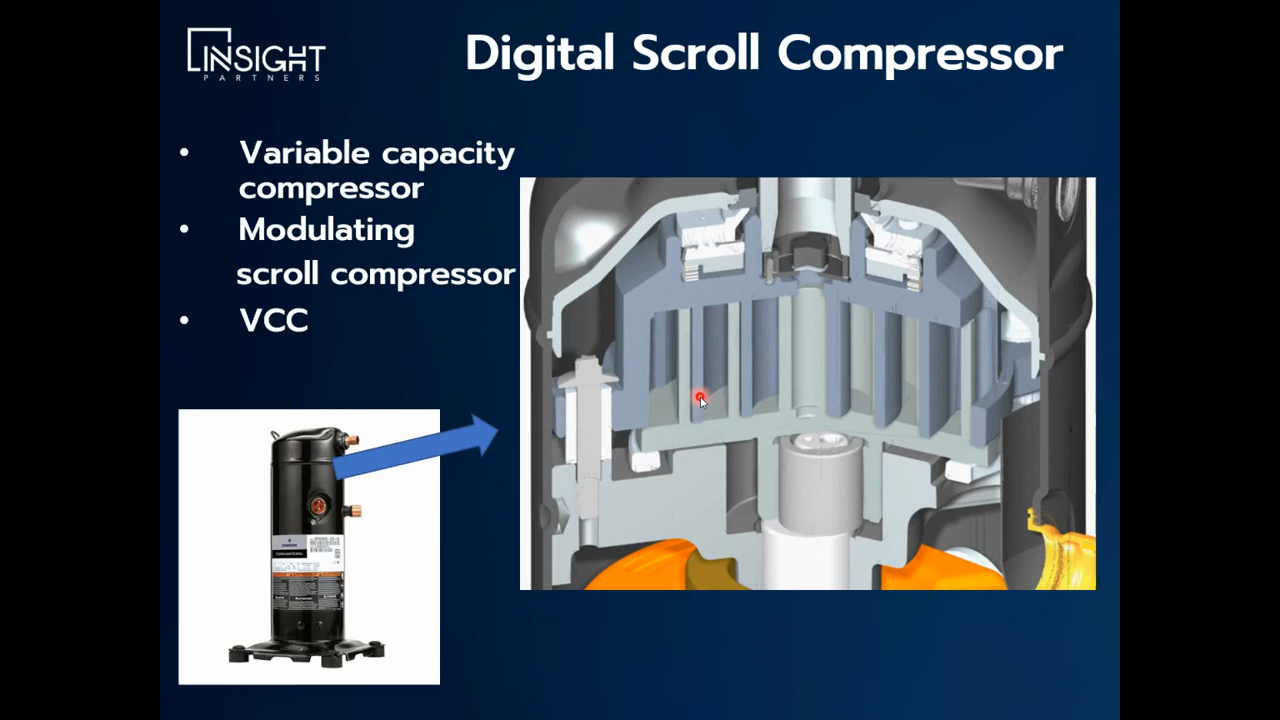 INSIGHT
PARTNERS
Digital Scroll Compressor
• Variable capacity
compressor
• Modulating
scroll compressor
• VCC